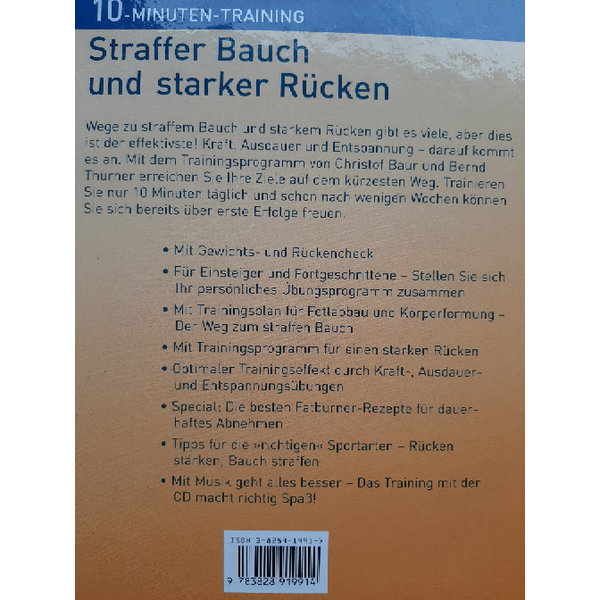 10-MINUTEN-TRAINING
Straffer Bauch
und starker Rücken
Wege zu straffem Bauch und starkem Rücken gibt es viele, aber dies
ist der effektivste! Kraft, Ausdauer und Entspannung – darauf kommt
es an. Mit dem Trainingsprogramm von Christof Baur und Bernd
Thurner erreichen Sie Ihre Ziele auf dem kürzesten Weg. Trainieren
Sie nur 10 Minuten täglich und schon nach wenigen Wochen können
Sie sich bereits über erste Erfolge freuen.
• Mit Gewichts- und Rückencheck
• Für Einsteiger und Fortgeschrittene – Stellen Sie sich
Ihr persönliches Übungsprogramm zusammen
• Mit Trainingsplan für Fettabbau und Körperformung –
Der Weg zum straffen Bauch
• Mit Trainingsprogramm für einen starken Rücken
• Optimaler Trainingseffekt durch Kraft-, Ausdauer-
und Entspannungsübungen
• Special: Die besten Fatburner-Rezepte für dauer-
haftes Abnehmen
• Tipps für die »richtigen« Sportarten – Rücken
stärken, Bauch straffen
• Mit Musik geht alles besser – Das Training mit der
CD macht richtig Spaß!
ISBN 3-8289-1991-X
9 783828 919914